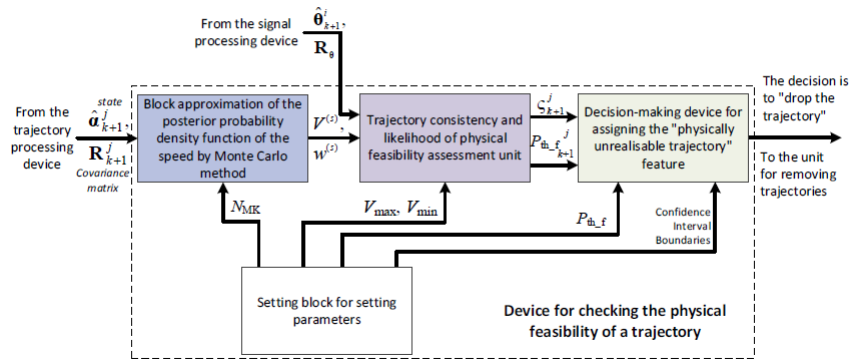 From the signal
processing device
θ̂ⁱₖ₊₁,
R_θ
From the
trajectory
processing
device
state
α̂ʲₖ₊₁,
Rʲₖ₊₁
Covariance
matrix
Block approximation of the
posterior probability
density function of the
speed by Monte Carlo
method
V⁽ˢ⁾,
w⁽ˢ⁾
Trajectory consistency and
likelihood of physical
feasibility assessment unit
ςʲₖ₊₁
P_th_f ʲₖ₊₁
Decision-making device for
assigning the "physically
unrealisable trajectory"
feature
The decision is
to "drop the
trajectory"
To the unit
for removing
trajectories
N_MK
V_max, V_min
P_th_f
Confidence
Interval
Boundaries
Setting block for setting
parameters
Device for checking the physical
feasibility of a trajectory